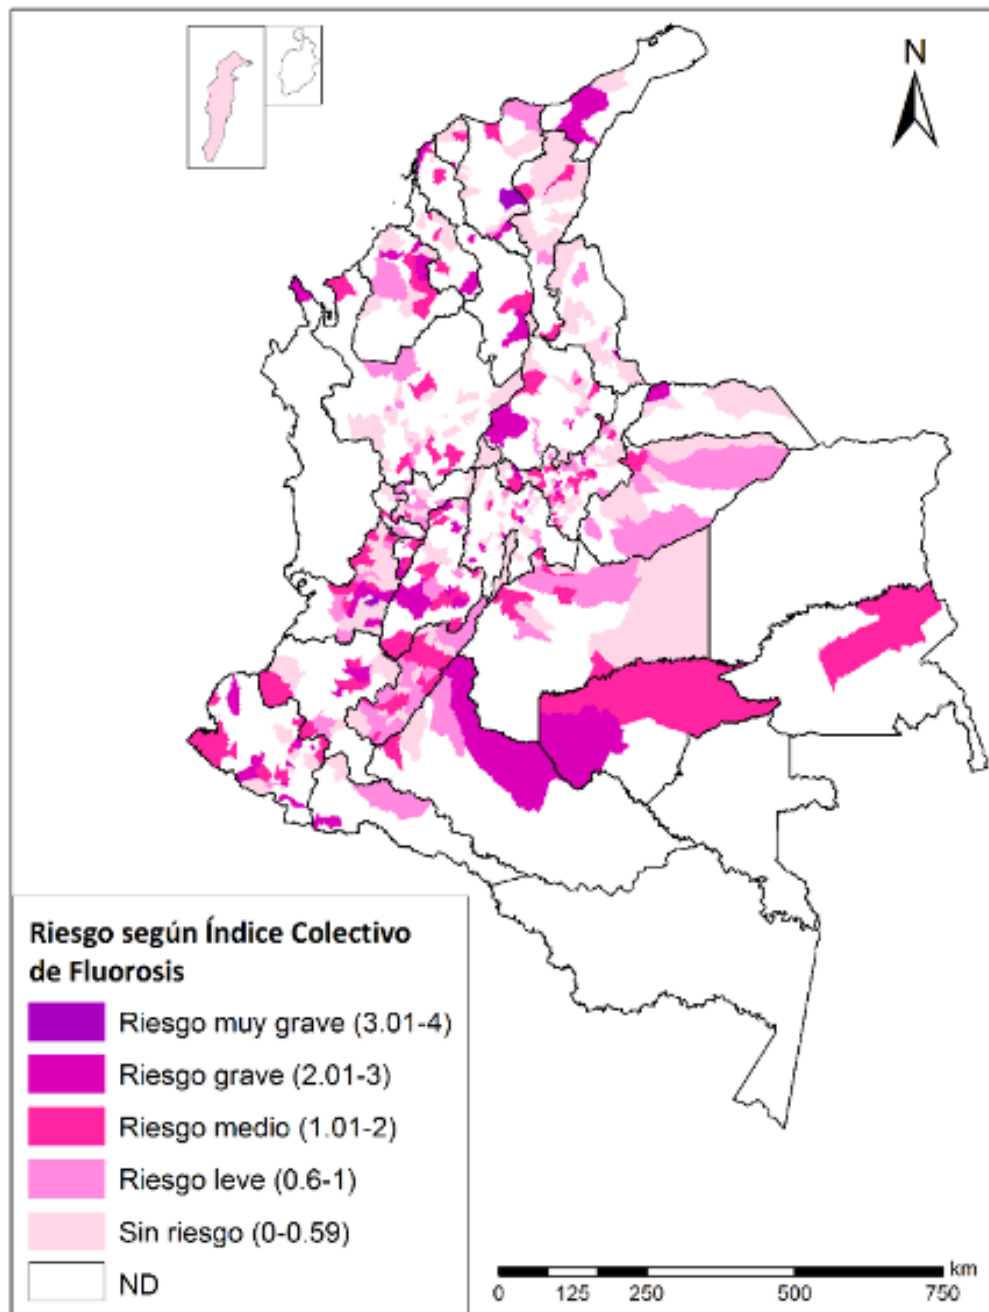 N
Riesgo según Índice Colectivo
de Fluorosis
Riesgo muy grave (3.01-4)
Riesgo grave (2.01-3)
Riesgo medio (1.01-2)
Riesgo leve (0.6-1)
Sin riesgo (0-0.59)
ND
km
0 125 250 500 750